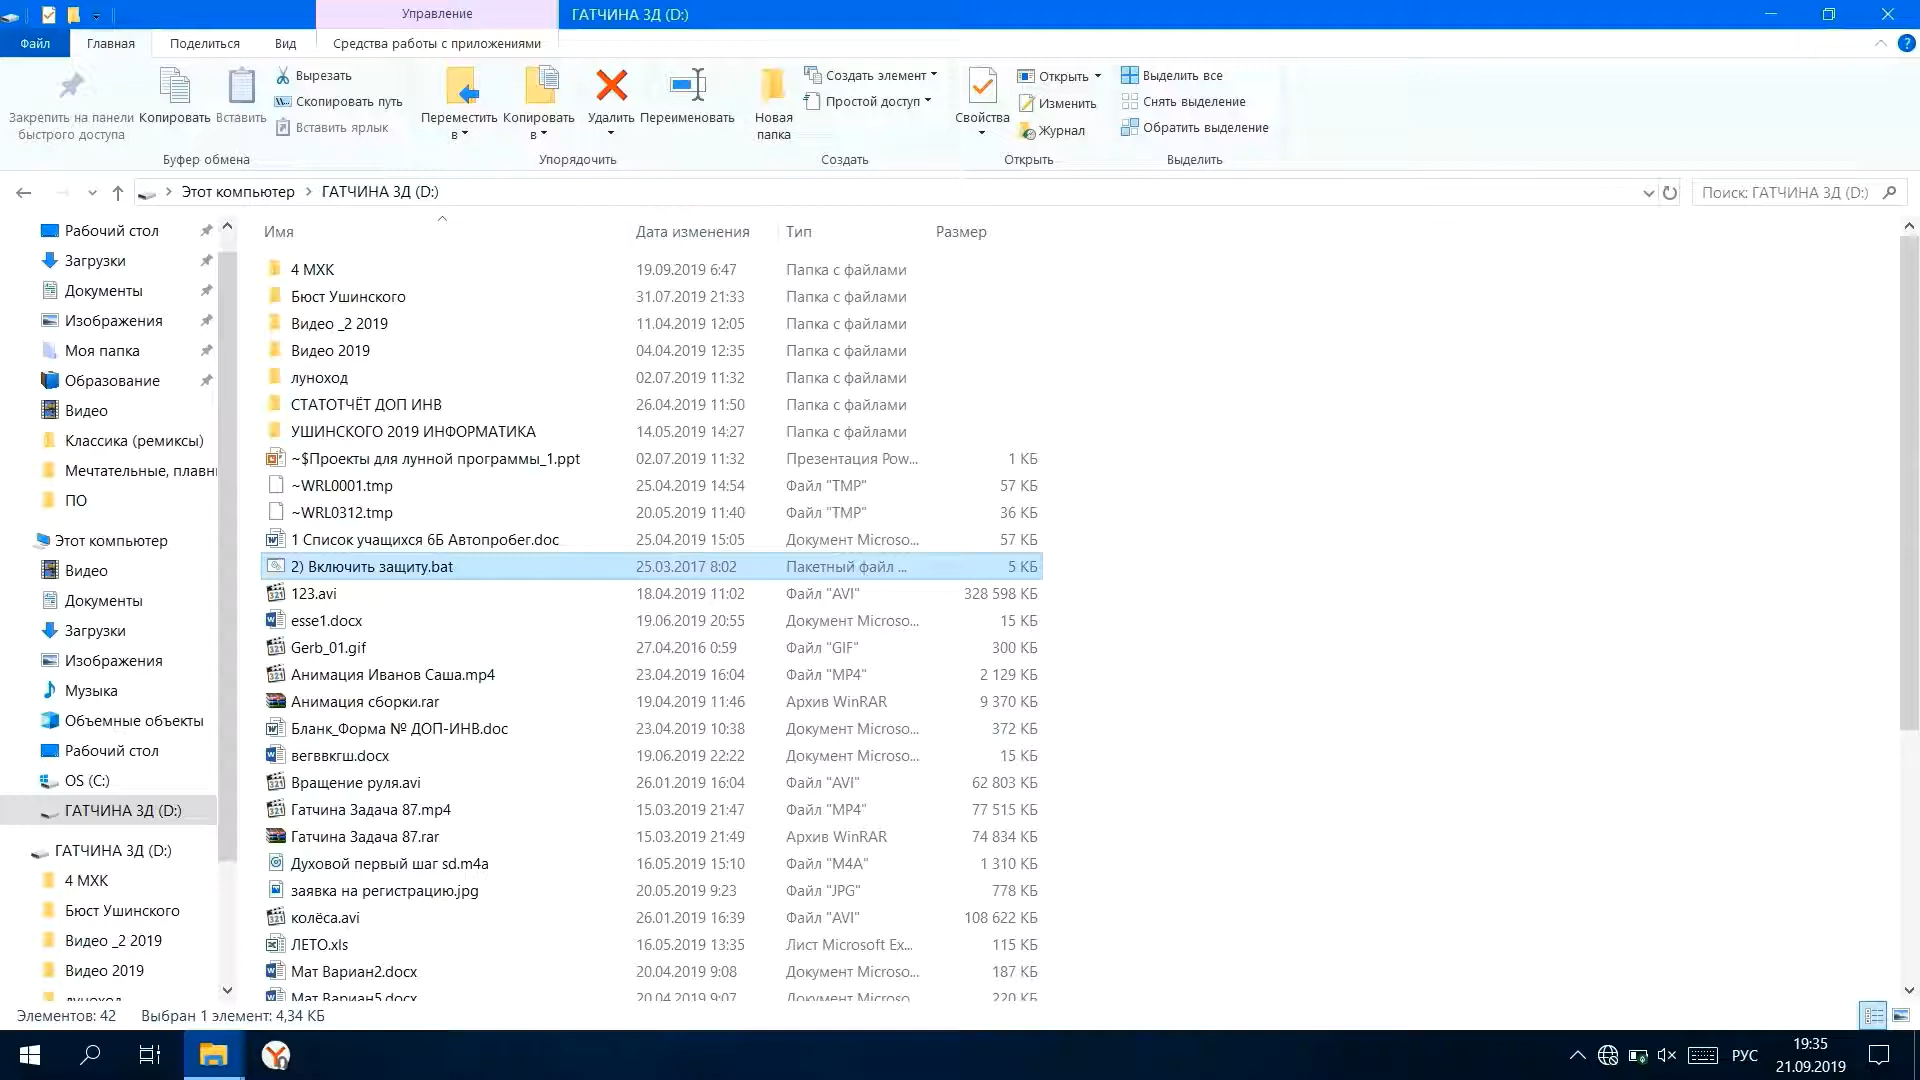 Управление
ГАТЧИНА 3Д (D:)
Файл
Главная
Поделиться
Вид
Средства работы с приложениями
Закрепить на панели быстрого доступа
Копировать
Вставить
Вырезать
Скопировать путь
Вставить ярлык
Буфер обмена
Переместить в
Копировать в
Удалить
Переименовать
Упорядочить
Новая папка
Создать элемент
Простой доступ
Создать
Свойства
Открыть
Изменить
Журнал
Открыть
Выделить все
Снять выделение
Обратить выделение
Выделить
Этот компьютер
ГАТЧИНА 3Д (D:)
Поиск: ГАТЧИНА 3Д (D:)
Рабочий стол
Загрузки
Документы
Изображения
Моя папка
Образование
Видео
Классика (ремиксы)
Мечтательные, плавн
ПО
Этот компьютер
Видео
Документы
Загрузки
Изображения
Музыка
Объемные объекты
Рабочий стол
OS (C:)
ГАТЧИНА 3Д (D:)
ГАТЧИНА 3Д (D:)
4 МХК
Бюст Ушинского
Видео _2 2019
Видео 2019
луноход
Имя Дата изменения Тип Размер
4 МХК 19.09.2019 6:47 Папка с файлами
Бюст Ушинского 31.07.2019 21:33 Папка с файлами
Видео _2 2019 11.04.2019 12:05 Папка с файлами
Видео 2019 04.04.2019 12:35 Папка с файлами
луноход 02.07.2019 11:32 Папка с файлами
СТАТОТЧЁТ ДОП ИНВ 26.04.2019 11:50 Папка с файлами
УШИНСКОГО 2019 ИНФОРМАТИКА 14.05.2019 14:27 Папка с файлами
~$Проекты для лунной программы_1.ppt 02.07.2019 11:32 Презентация Pow... 1 КБ
~WRL0001.tmp 25.04.2019 14:54 Файл "TMP" 57 КБ
~WRL0312.tmp 20.05.2019 11:40 Файл "TMP" 36 КБ
1 Список учащихся 6Б Автопробег.doc 25.04.2019 15:05 Документ Microso... 57 КБ
2) Включить защиту.bat 25.03.2017 8:02 Пакетный файл ... 5 КБ
123.avi 18.04.2019 11:02 Файл "AVI" 328 598 КБ
esse1.docx 19.06.2019 20:55 Документ Microso... 15 КБ
Gerb_01.gif 27.04.2016 0:59 Файл "GIF" 300 КБ
Анимация Иванов Саша.mp4 23.04.2019 16:04 Файл "MP4" 2 129 КБ
Анимация сборки.rar 19.04.2019 11:46 Архив WinRAR 9 370 КБ
Бланк_Форма № ДОП-ИНВ.doc 23.04.2019 10:38 Документ Microso... 372 КБ
вегввкгш.docx 19.06.2019 22:22 Документ Microso... 15 КБ
Вращение руля.avi 26.01.2019 16:04 Файл "AVI" 62 803 КБ
Гатчина Задача 87.mp4 15.03.2019 21:47 Файл "MP4" 77 515 КБ
Гатчина Задача 87.rar 15.03.2019 21:49 Архив WinRAR 74 834 КБ
Духовой первый шаг sd.m4a 16.05.2019 15:10 Файл "M4A" 1 310 КБ
заявка на регистрацию.jpg 20.05.2019 9:23 Файл "JPG" 778 КБ
колёса.avi 26.01.2019 16:39 Файл "AVI" 108 622 КБ
ЛЕТО.xls 16.05.2019 13:35 Лист Microsoft Ex... 115 КБ
Мат Вариан2.docx 20.04.2019 9:08 Документ Microso... 187 КБ
Мат Вариан5.docx 20.04.2019 9:07 Документ Microso 220 КБ
Элементов: 42 Выбран 1 элемент: 4,34 КБ
РУС
19:35
21.09.2019